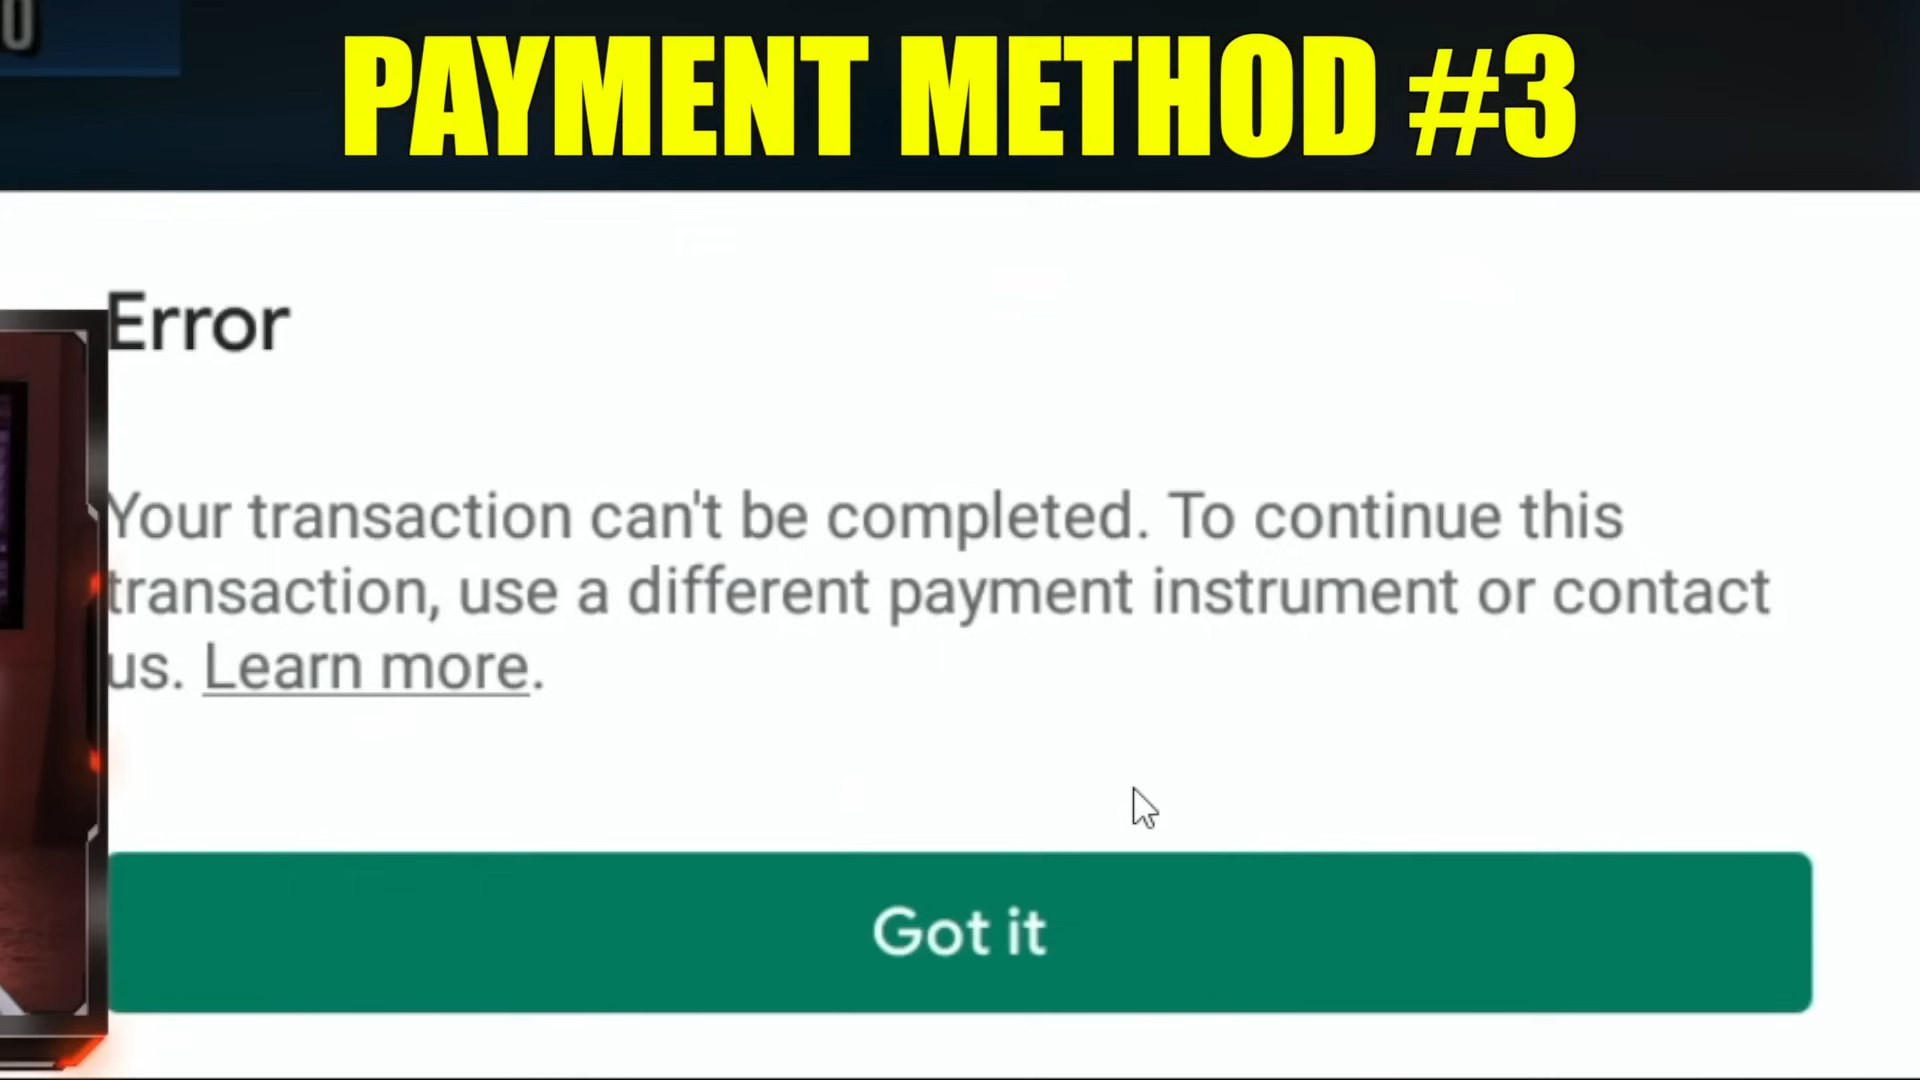 PAYMENT METHOD #3
Error
Your transaction can't be completed. To continue this
transaction, use a different payment instrument or contact
us. Learn more.
Got it